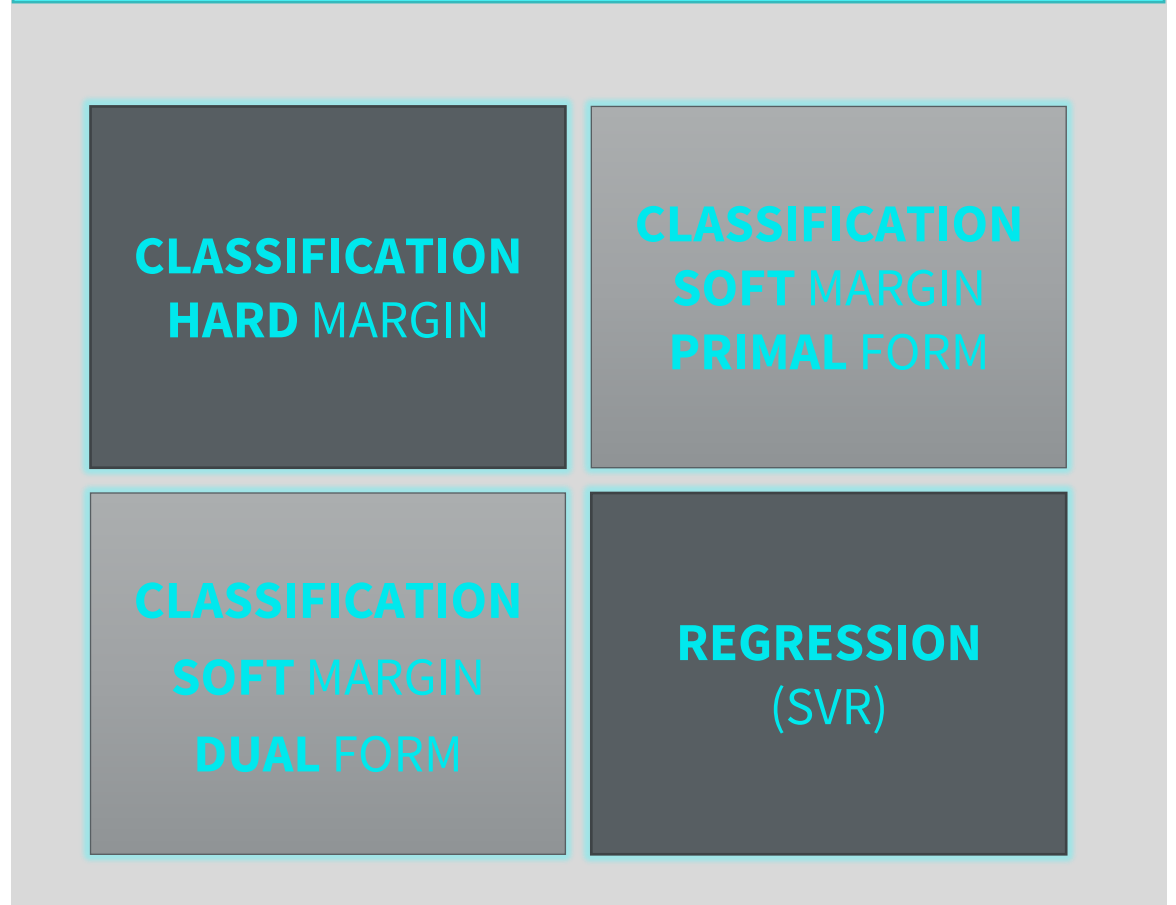 CLASSIFICATION
HARD MARGIN
CLASSIFICATION
SOFT MARGIN
PRIMAL FORM
CLASSIFICATION
SOFT MARGIN
DUAL FORM
REGRESSION
(SVR)